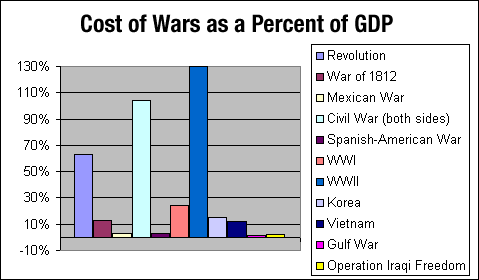 Cost of Wars as a Percent of GDP
130%
110%
90%
70%
50%
30%
10%
-10%
Revolution
War of 1812
Mexican War
Civil War (both sides)
Spanish-American War
WWI
WWII
Korea
Vietnam
Gulf War
Operation Iraqi Freedom